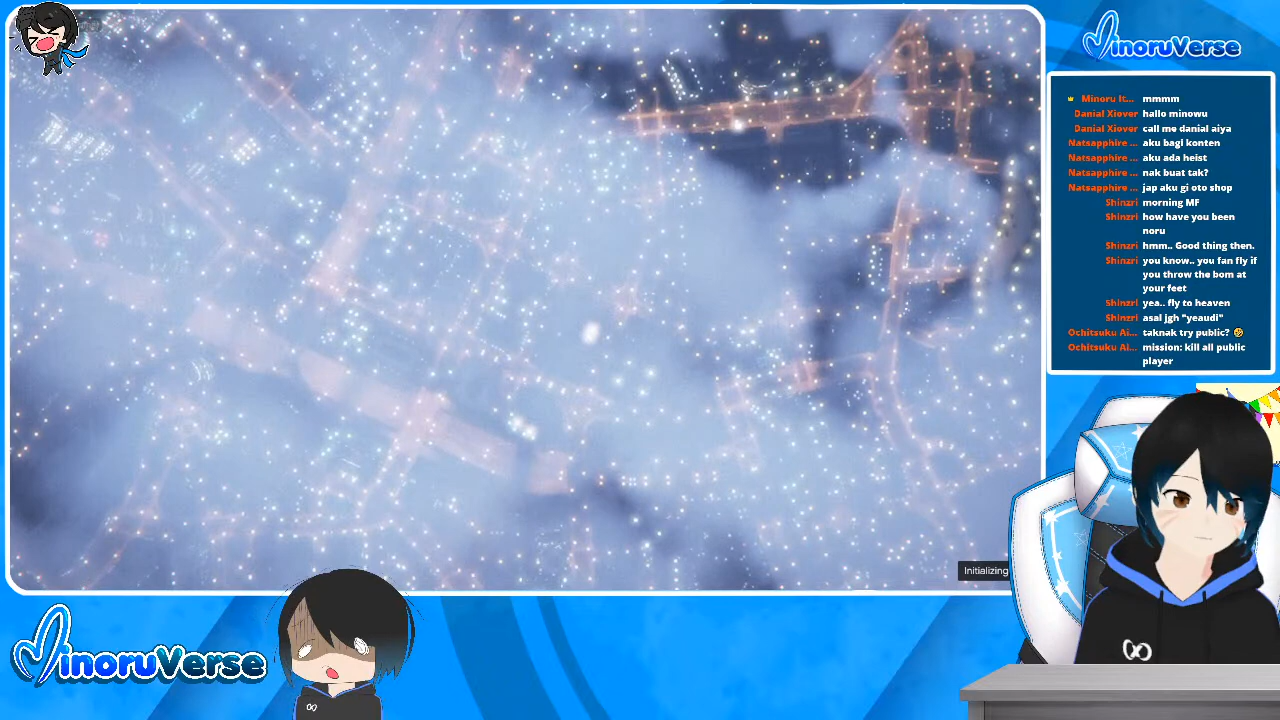 MinoruVerse
Minoru It... mmmm
Danial Xiover hallo minowu
Danial Xiover call me danial aiya
Natsapphire ... aku bagi konten
Natsapphire ... aku ada heist
Natsapphire ... nak buat tak?
Natsapphire ... jap aku gi oto shop
Shinzri morning MF
Shinzri how have you been
noru
Shinzri hmm.. Good thing then.
Shinzri you know.. you fan fly if
you throw the bom at
your feet
Shinzri yea.. fly to heaven
Shinzri asal jgh "yeaudi"
Ochitsuku Ai... taknak try public? 🤣
Ochitsuku Ai... mission: kill all public
player
Initializing
MinoruVerse